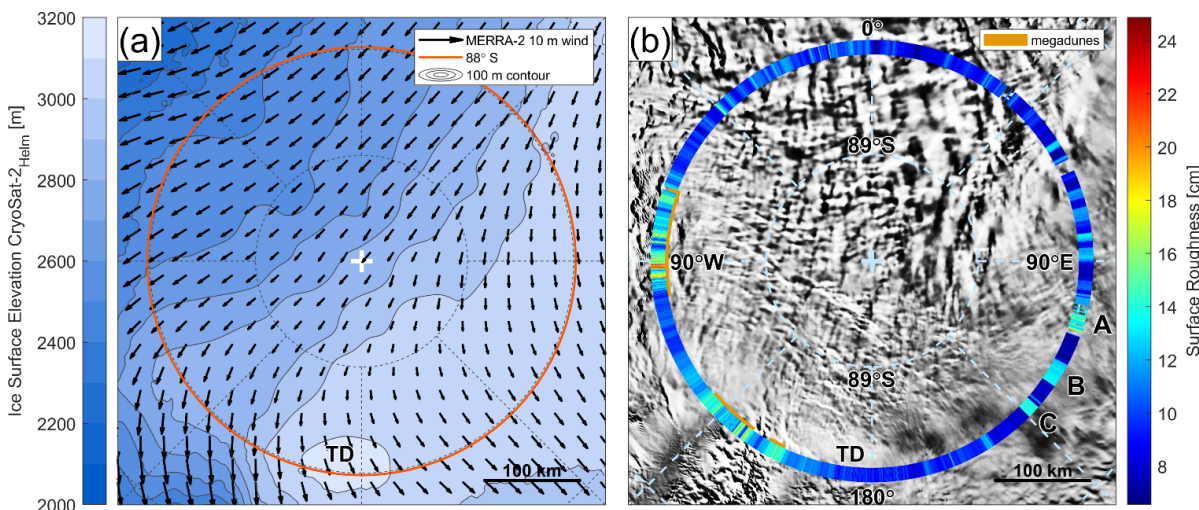 (a)
MERRA-2 10 m wind
88° S
100 m contour
Ice Surface Elevation CryoSat-2Helm [m]
3200
3000
2800
2600
2400
2200
2000
TD
100 km
(b)
0°
megadunes
89°S
90°W
90°E
A
B
C
89°S
TD
180°
100 km
24
22
20
18
16
14
12
10
8
Surface Roughness [cm]